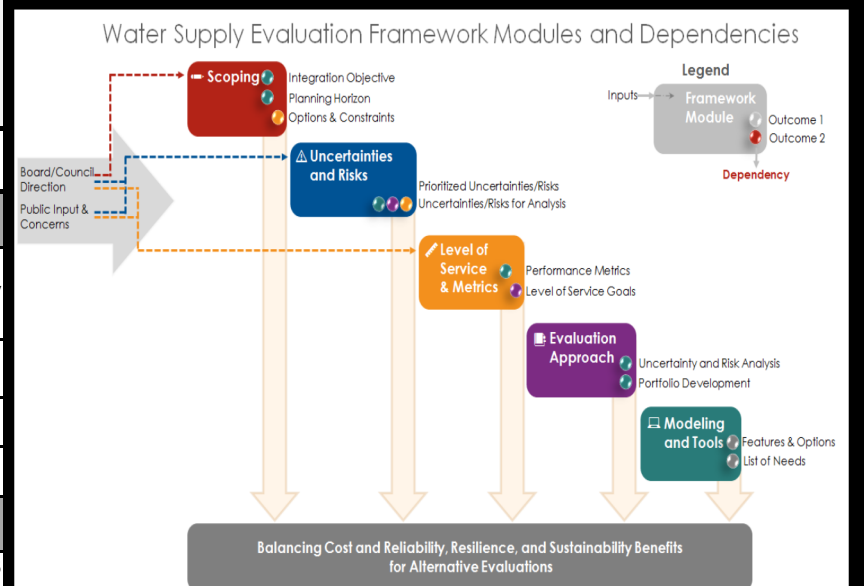 Water Supply Evaluation Framework Modules and Dependencies
Scoping
Integration Objective
Planning Horizon
Options & Constraints
Legend
Inputs
Framework
Module
Outcome 1
Outcome 2
Dependency
Board/Council
Direction
Public Input &
Concerns
Uncertainties
and Risks
Prioritized Uncertainties/Risks
Uncertainties/Risks for Analysis
Level of
Service
& Metrics
Performance Metrics
Level of Service Goals
Evaluation
Approach
Uncertainty and Risk Analysis
Portfolio Development
Modeling
and Tools
Features & Options
List of Needs
Balancing Cost and Reliability, Resilience, and Sustainability Benefits
for Alternative Evaluations